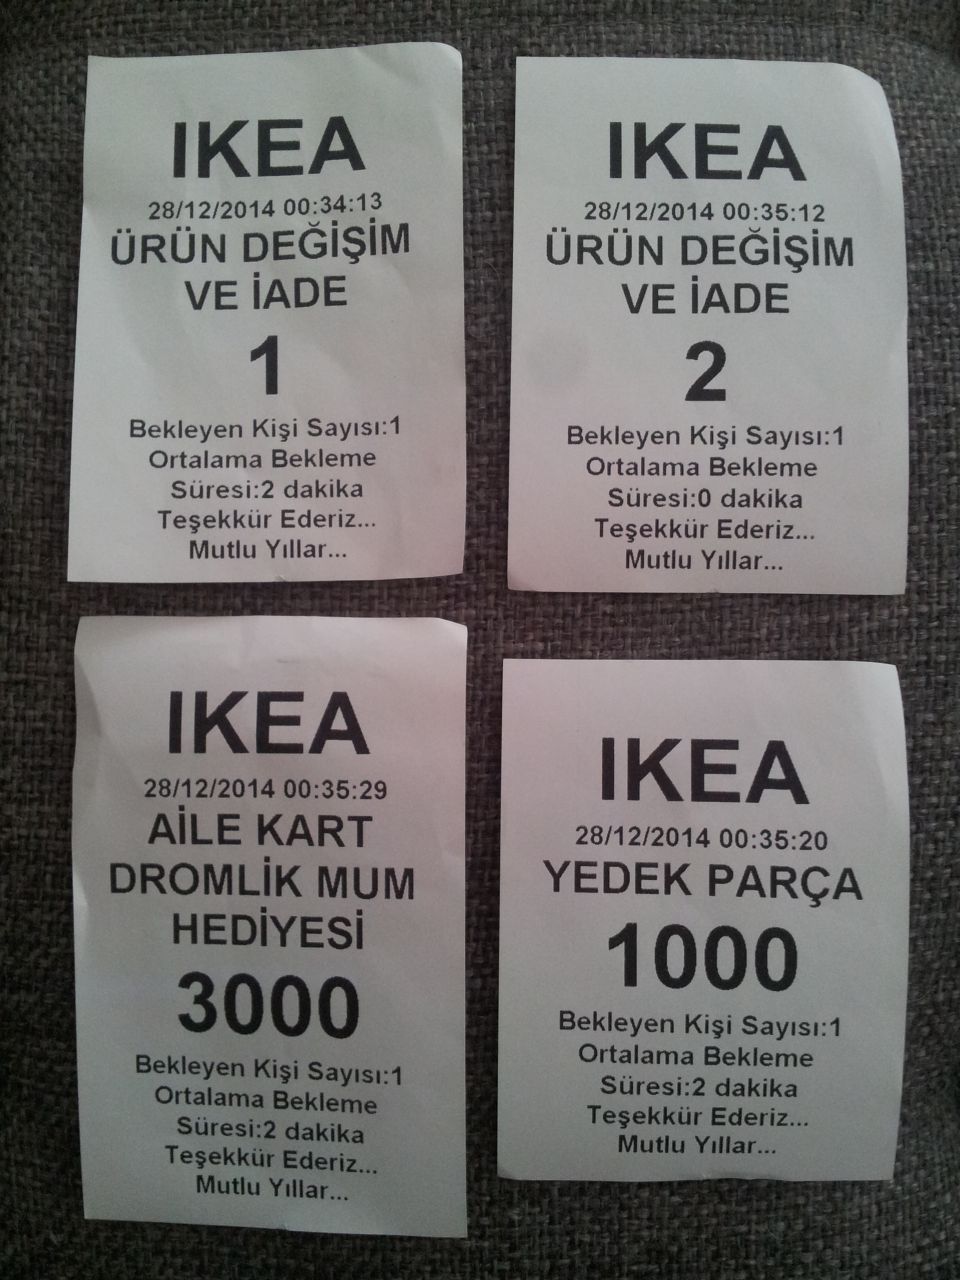 IKEA
28/12/2014 00:34:13
ÜRÜN DEĞİŞİM
VE İADE
1
Bekleyen Kişi Sayısı:1
Ortalama Bekleme
Süresi:2 dakika
Teşekkür Ederiz...
Mutlu Yıllar...
IKEA
28/12/2014 00:35:12
ÜRÜN DEĞİŞİM
VE İADE
2
Bekleyen Kişi Sayısı:1
Ortalama Bekleme
Süresi:0 dakika
Teşekkür Ederiz...
Mutlu Yıllar...
IKEA
28/12/2014 00:35:29
AİLE KART
DROMLİK MUM
HEDİYESİ
3000
Bekleyen Kişi Sayısı:1
Ortalama Bekleme
Süresi:2 dakika
Teşekkür Ederiz...
Mutlu Yıllar...
IKEA
28/12/2014 00:35:20
YEDEK PARÇA
1000
Bekleyen Kişi Sayısı:1
Ortalama Bekleme
Süresi:2 dakika
Teşekkür Ederiz...
Mutlu Yıllar...